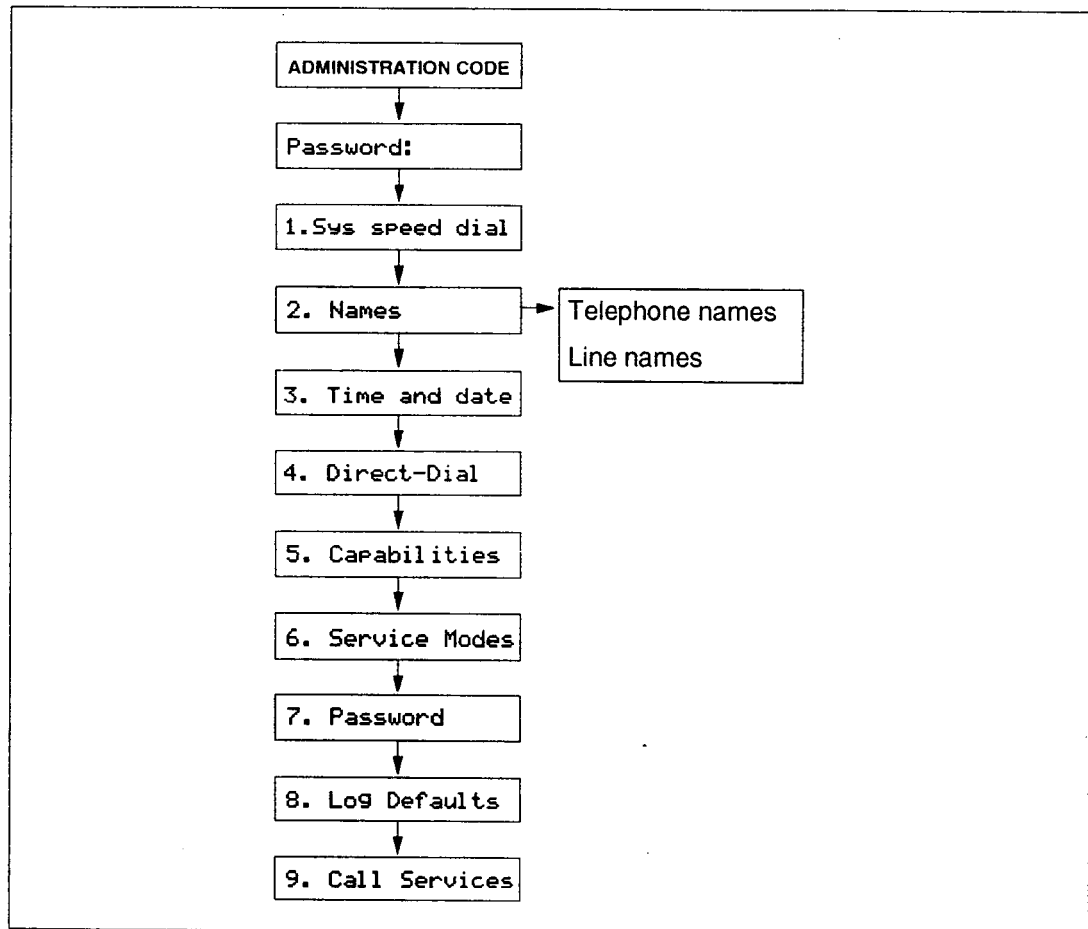 ADMINISTRATION CODE
Password:
1.Sys speed dial
2. Names
Telephone names
Line names
3. Time and date
4. Direct-Dial
5. Capabilities
6. Service Modes
7. Password
8. Log Defaults
9. Call Services